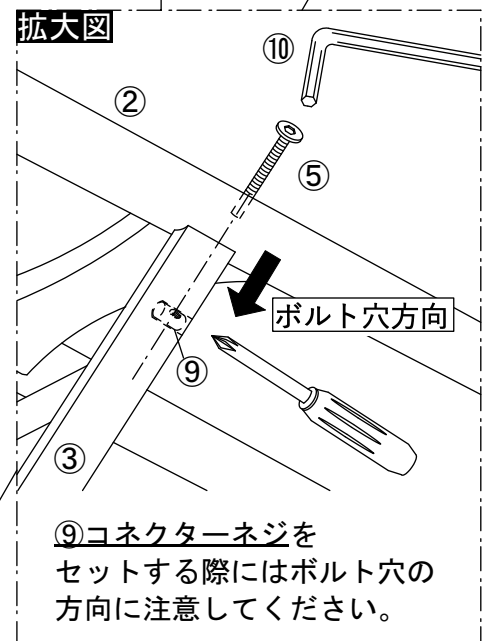 拡大図
⑩
②
⑤
ボルト穴方向
⑨
③
⑨コネクターネジを
セットする際にはボルト穴の
方向に注意してください。